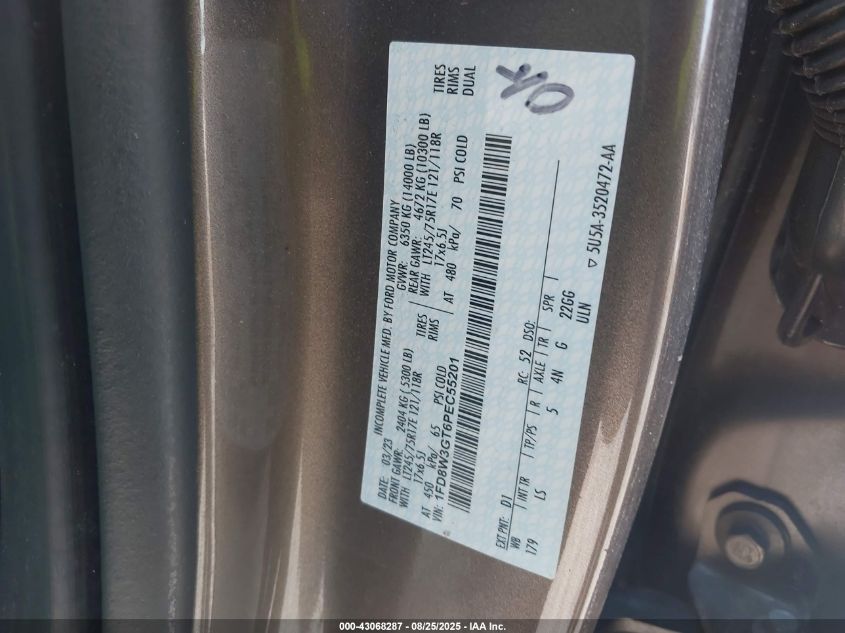 INCOMPLETE VEHICLE MFD. BY FORD MOTOR COMPANY
DATE: 03/23 GVWR: 6350 KG (14000 LB)
FRONT GAWR: 2404 KG (5300 LB) REAR GAWR: 4672 KG (10300 LB)
WITH LT245/75R17E 121/118R TIRES WITH LT245/75R17E 121/118R TIRES
17x6.5J RIMS 17x6.5J RIMS
AT 450 kPa/ 65 PSI COLD AT 480 kPa/ 70 PSI COLD DUAL
VIN: 1FD8W3GT6PEC55201
OK
EXT PNT: D1 RC: 52 DSO:
WB INT TR TP/PS R AXLE TR SPR
179 LS 5 4N G 22GG
ULN
▽ 5U5A-3520472-AA
000-43068287 - 08/25/2025 - IAA Inc.